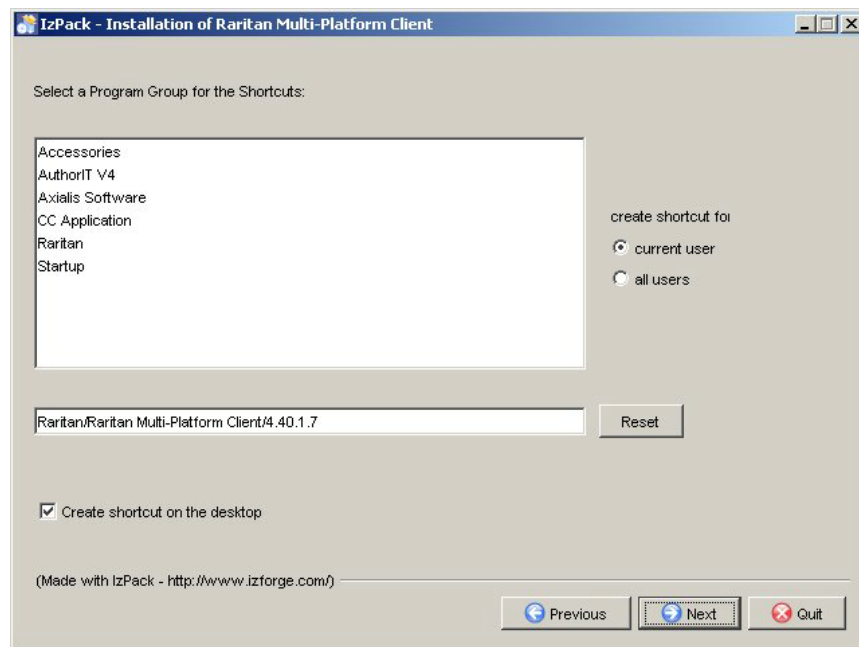 IzPack - Installation of Raritan Multi-Platform Client
Select a Program Group for the Shortcuts:
Accessories
AuthorIT V4
Axialis Software
CC Application
Raritan
Startup
create shortcut for
current user
all users
Raritan/Raritan Multi-Platform Client/4.40.1.7
Reset
Create shortcut on the desktop
(Made with IzPack - http://www.izforge.com/)
Previous
Next
Quit